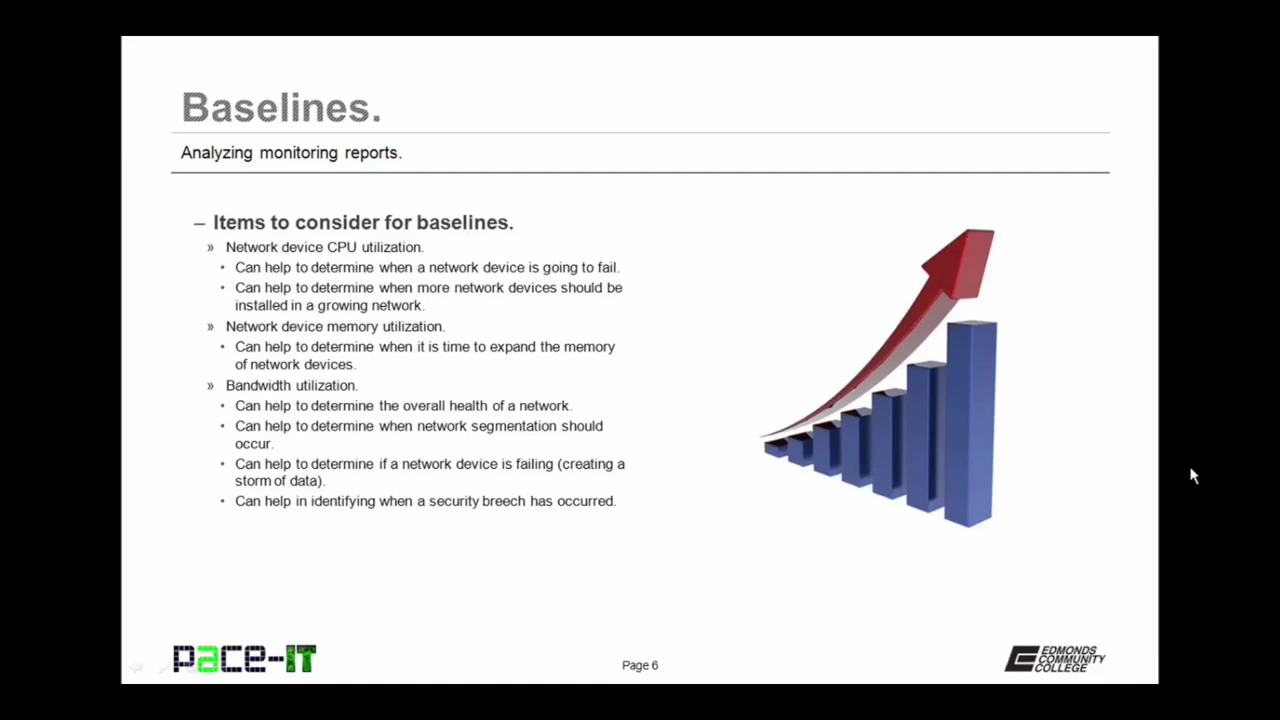 Baselines.
Analyzing monitoring reports.
– Items to consider for baselines.
» Network device CPU utilization.
• Can help to determine when a network device is going to fail.
• Can help to determine when more network devices should be
installed in a growing network.
» Network device memory utilization.
• Can help to determine when it is time to expand the memory
of network devices.
» Bandwidth utilization.
• Can help to determine the overall health of a network.
• Can help to determine when network segmentation should
occur.
• Can help to determine if a network device is failing (creating a
storm of data).
• Can help in identifying when a security breech has occurred.
pace-IT
Page 6
EDMONDS
COMMUNITY
COLLEGE